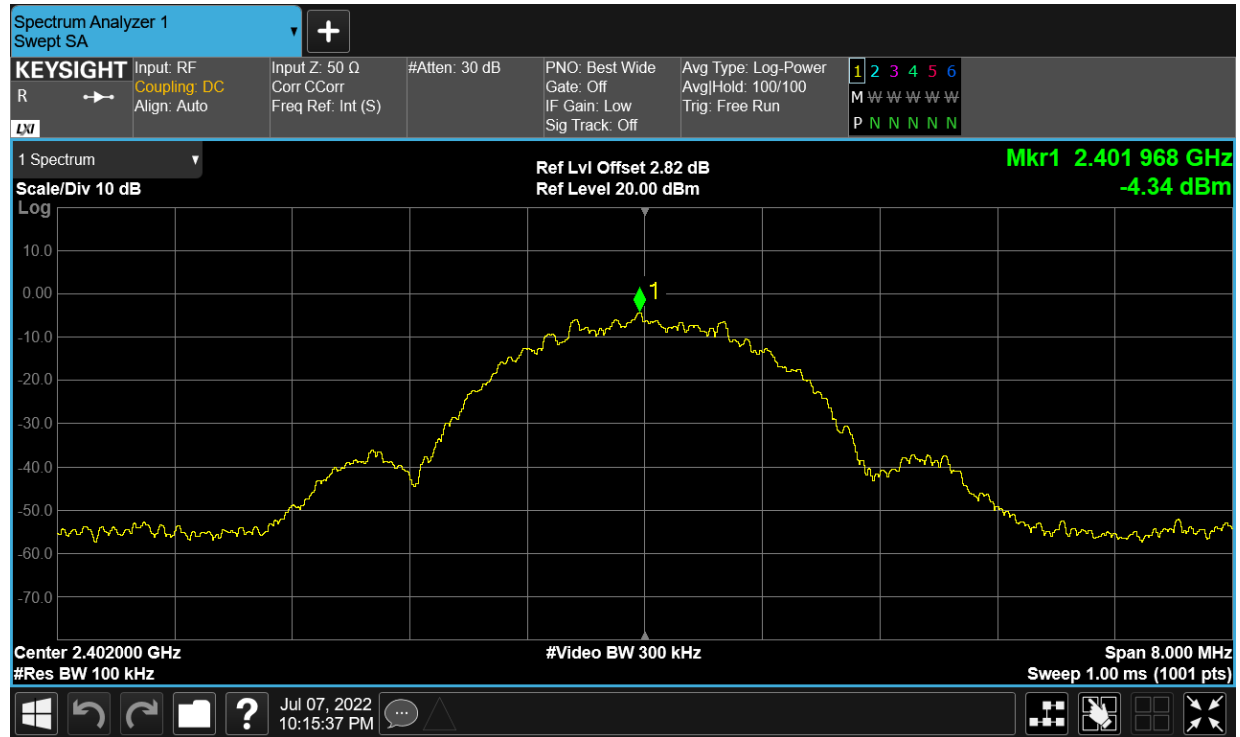 Spectrum Analyzer 1
Swept SA
+
KEYSIGHT
R
LXI
Input: RF
Coupling: DC
Align: Auto
Input Z: 50 Ω
Corr CCorr
Freq Ref: Int (S)
#Atten: 30 dB
PNO: Best Wide
Gate: Off
IF Gain: Low
Sig Track: Off
Avg Type: Log-Power
Avg|Hold: 100/100
Trig: Free Run
1 2 3 4 5 6
M W W W W W
P N N N N N
1 Spectrum
Scale/Div 10 dB
Log
Ref Lvl Offset 2.82 dB
Ref Level 20.00 dBm
Mkr1 2.401 968 GHz
-4.34 dBm
10.0
0.00
1
-10.0
-20.0
-30.0
-40.0
-50.0
-60.0
-70.0
Center 2.402000 GHz
#Video BW 300 kHz
Span 8.000 MHz
#Res BW 100 kHz
Sweep 1.00 ms (1001 pts)
?
Jul 07, 2022
10:15:37 PM